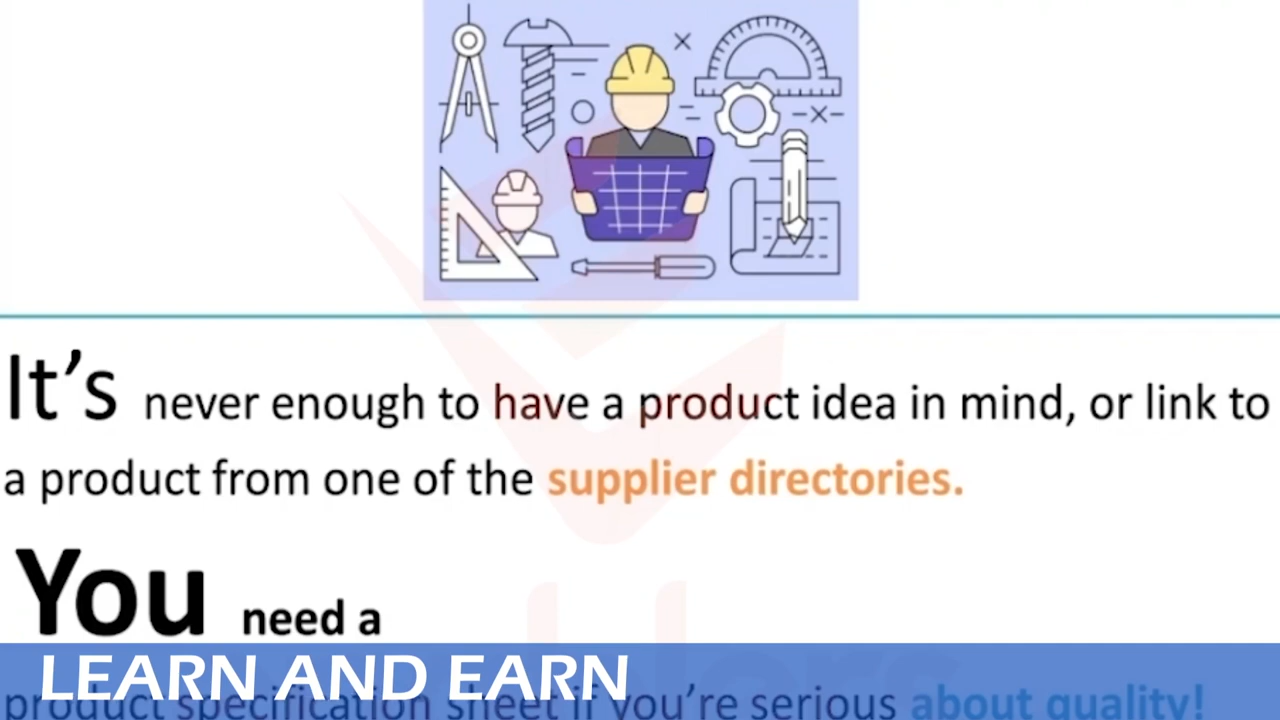 It's never enough to have a product idea in mind, or link to
a product from one of the supplier directories.
You need a
LEARN AND EARN
product specification sheet if you're serious about quality!